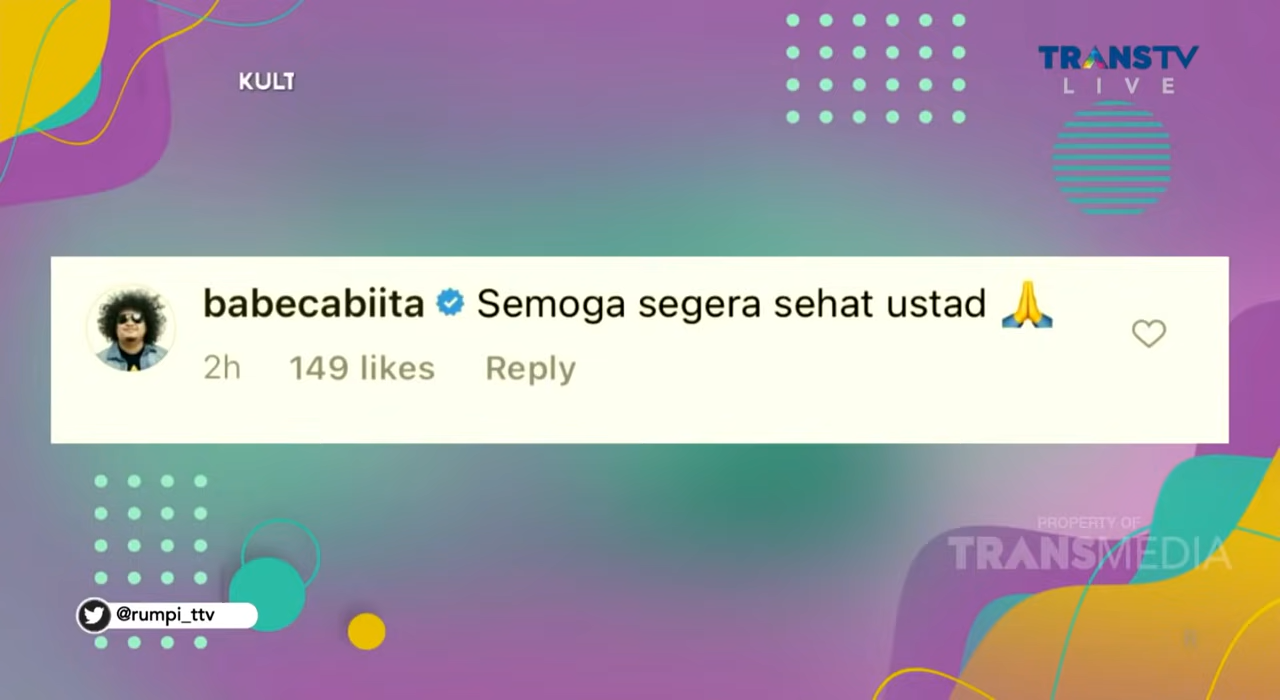 KULT
TRANSTV
LIVE
babecabiita Semoga segera sehat ustad 🙏
2h 149 likes Reply
PROPERTY OF
TRANSMEDIA
@rumpi_ttv